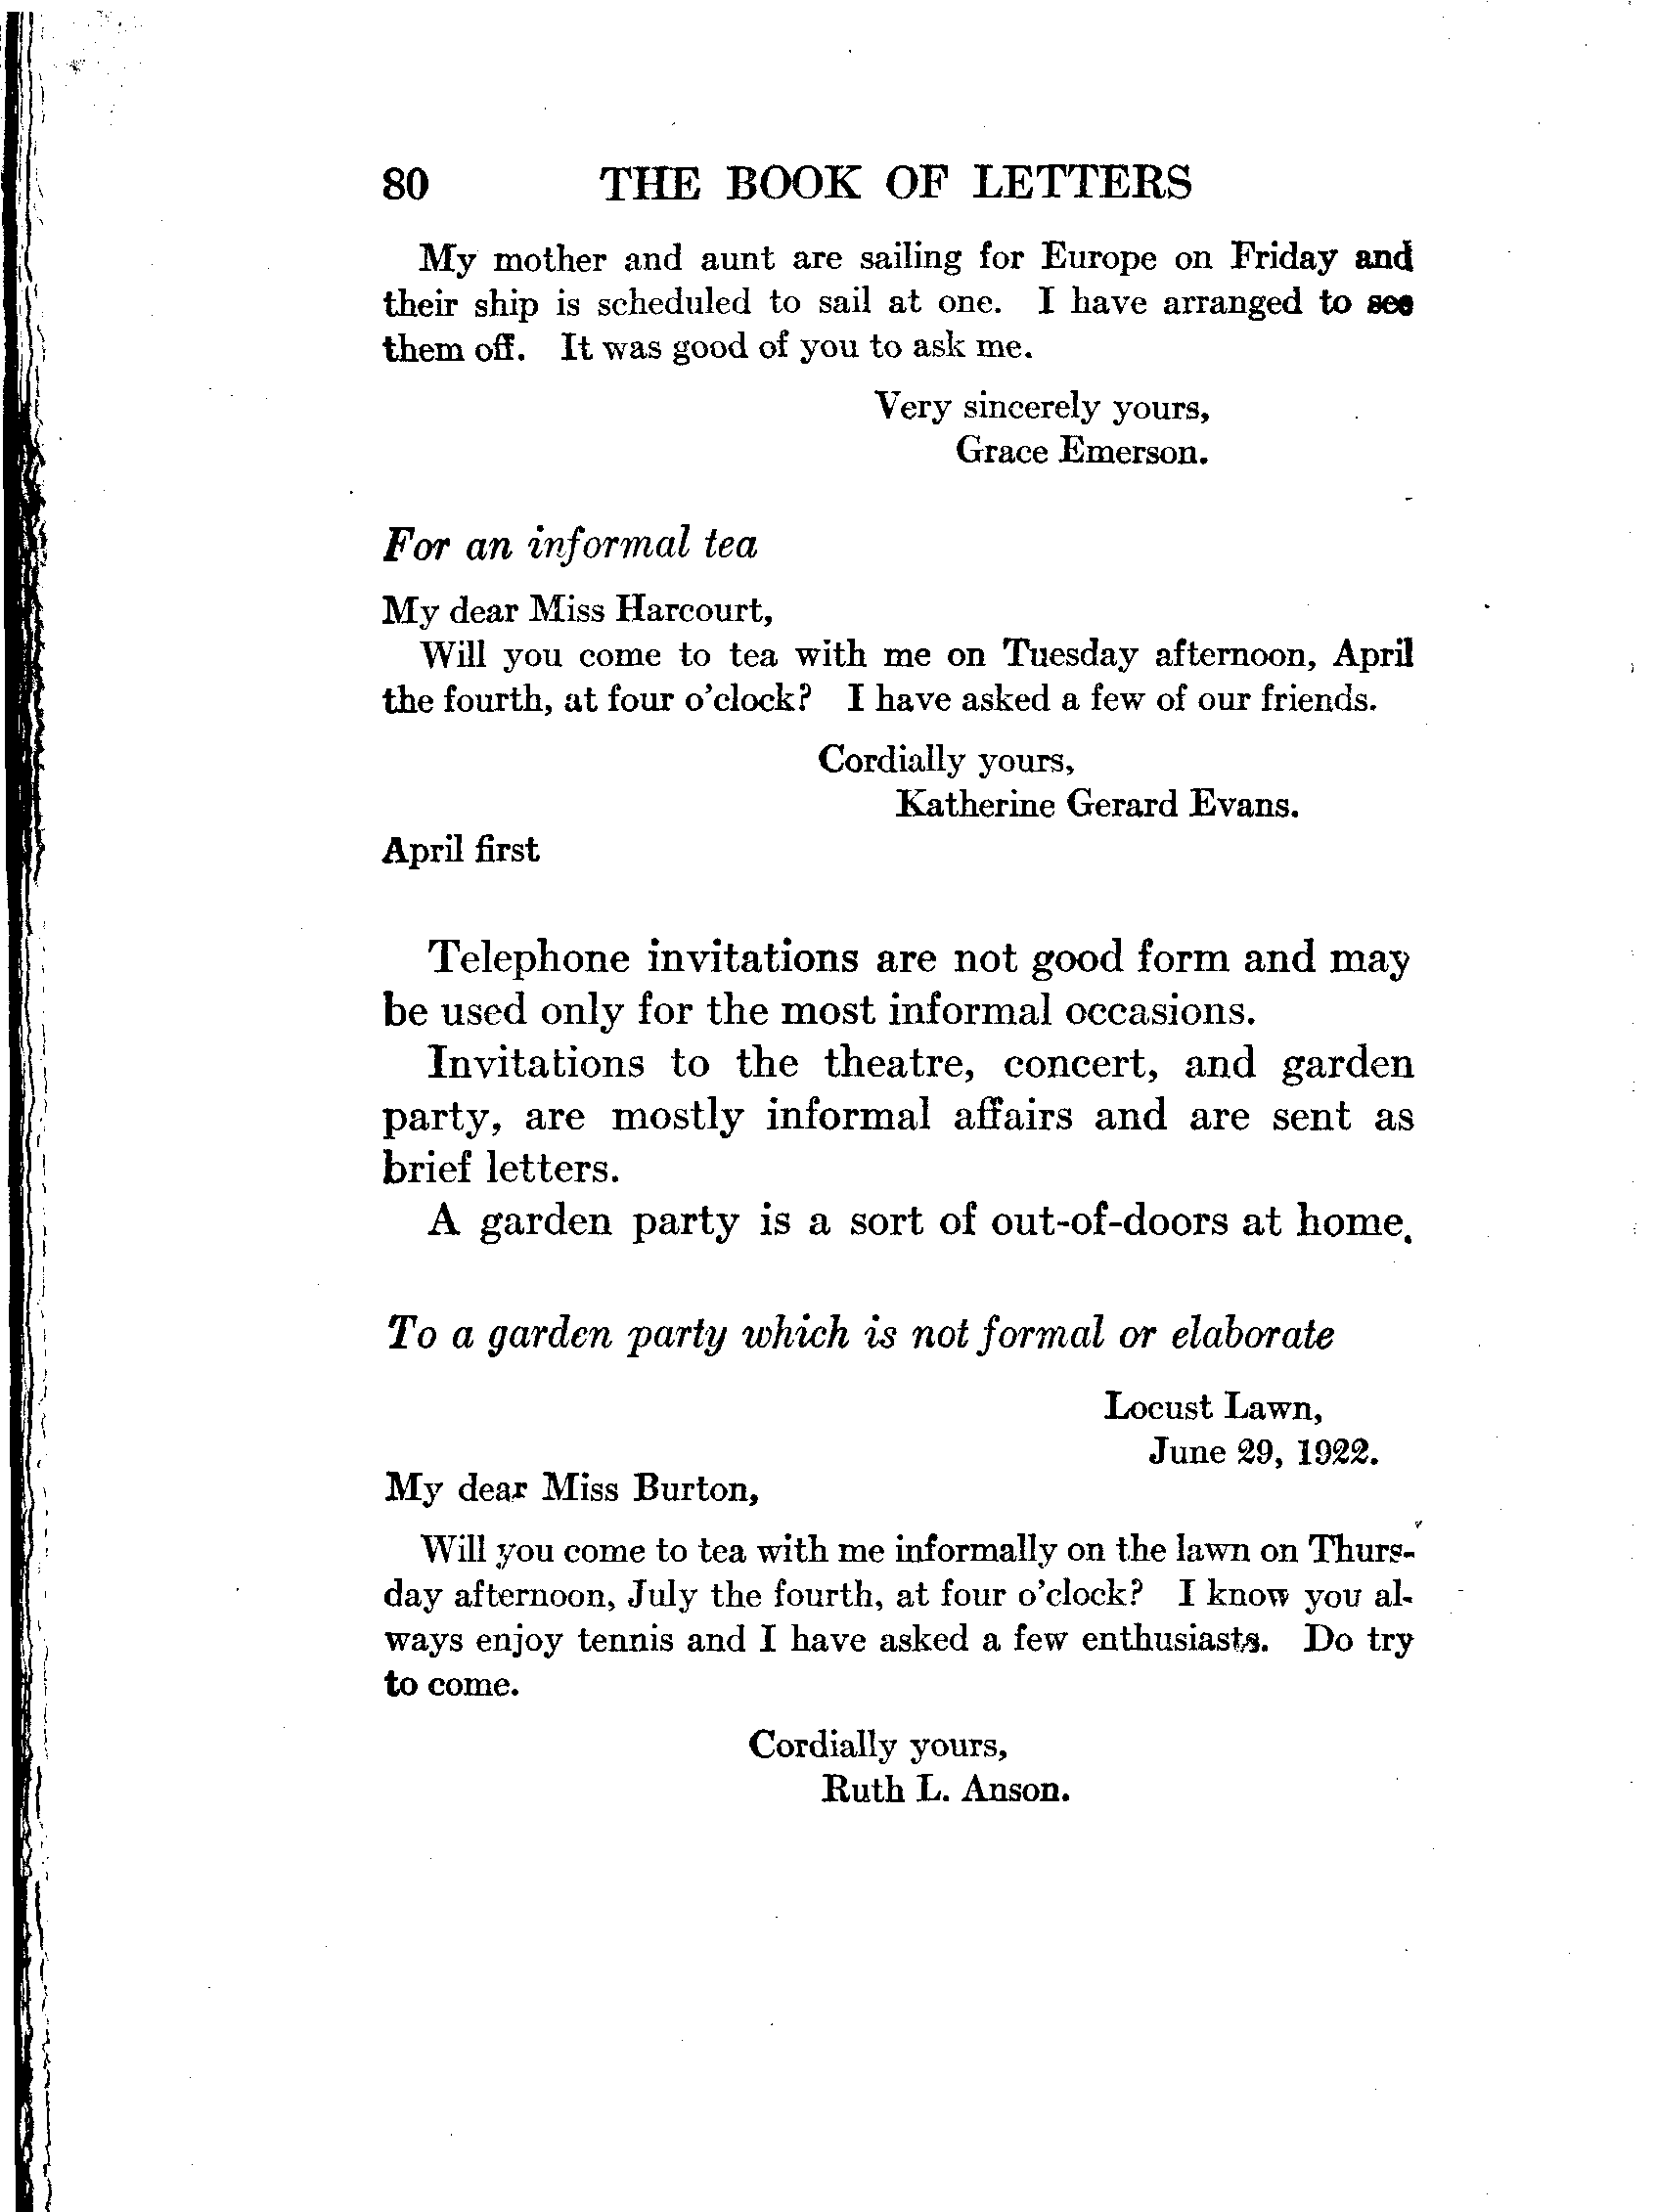 80 THE BOOK OF LETTERS
My mother and aunt are sailing for Europe on Friday and
their ship is scheduled to sail at one. I have arranged to see
them off. It was good of you to ask me.
Very sincerely yours,
Grace Emerson.
For an informal tea
My dear Miss Harcourt,
Will you come to tea with me on Tuesday afternoon, April
the fourth, at four o'clock? I have asked a few of our friends.
Cordially yours,
Katherine Gerard Evans.
April first
Telephone invitations are not good form and may
be used only for the most informal occasions.
Invitations to the theatre, concert, and garden
party, are mostly informal affairs and are sent as
brief letters.
A garden party is a sort of out-of-doors at home.
To a garden party which is not formal or elaborate
Locust Lawn,
June 29, 1922.
My dear Miss Burton,
Will you come to tea with me informally on the lawn on Thurs-
day afternoon, July the fourth, at four o'clock? I know you al-
ways enjoy tennis and I have asked a few enthusiasts. Do try
to come.
Cordially yours,
Ruth L. Anson.